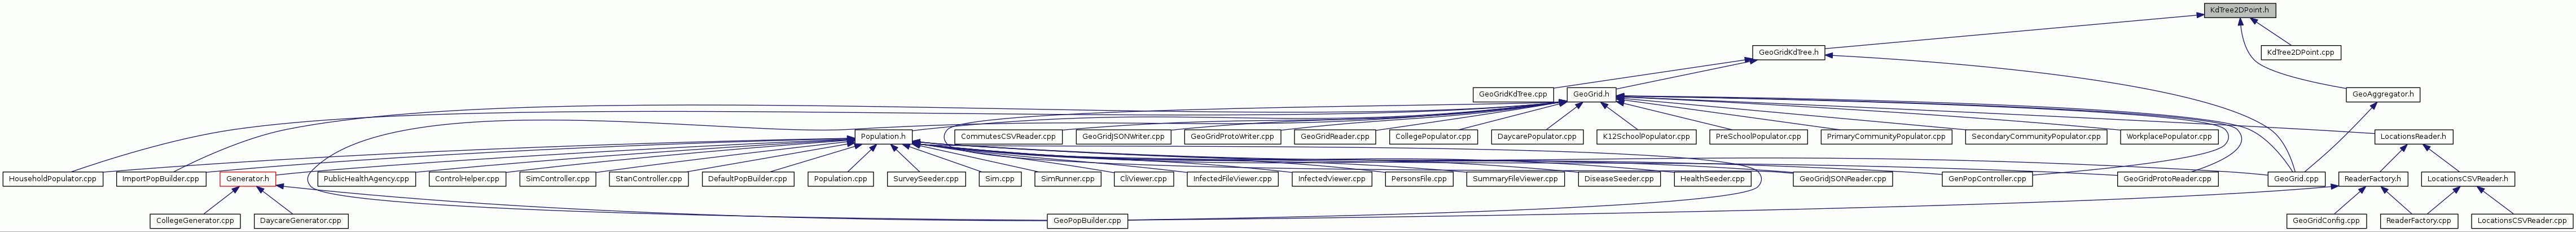 KdTree2DPoint.h
GeoGridKdTree.h
KdTree2DPoint.cpp
GeoGridKdTree.cpp
GeoGrid.h
GeoAggregator.h
Population.h
CommutesCSVReader.cpp
GeoGridJSONWriter.cpp
GeoGridProtoWriter.cpp
GeoGridReader.cpp
CollegePopulator.cpp
DaycarePopulator.cpp
K12SchoolPopulator.cpp
PreSchoolPopulator.cpp
PrimaryCommunityPopulator.cpp
SecondaryCommunityPopulator.cpp
WorkplacePopulator.cpp
LocationsReader.h
HouseholdPopulator.cpp
ImportPopBuilder.cpp
Generator.h
PublicHealthAgency.cpp
ControlHelper.cpp
SimController.cpp
StanController.cpp
DefaultPopBuilder.cpp
Population.cpp
SurveySeeder.cpp
Sim.cpp
SimRunner.cpp
CliViewer.cpp
InfectedFileViewer.cpp
InfectedViewer.cpp
PersonsFile.cpp
SummaryFileViewer.cpp
DiseaseSeeder.cpp
HealthSeeder.cpp
GeoGridJSONReader.cpp
GenPopController.cpp
GeoGridProtoReader.cpp
GeoGrid.cpp
ReaderFactory.h
LocationsCSVReader.h
CollegeGenerator.cpp
DaycareGenerator.cpp
GeoPopBuilder.cpp
GeoGridConfig.cpp
ReaderFactory.cpp
LocationsCSVReader.cpp